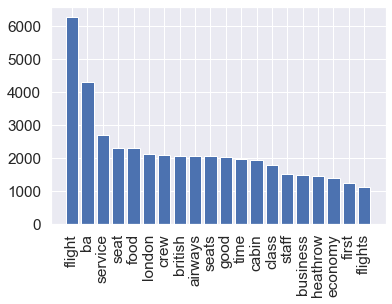 6000
5000
4000
3000
2000
1000
0
flight
ba
service
seat
food
london
crew
british
airways
seats
good
time
cabin
class
staff
business
heathrow
economy
first
flights